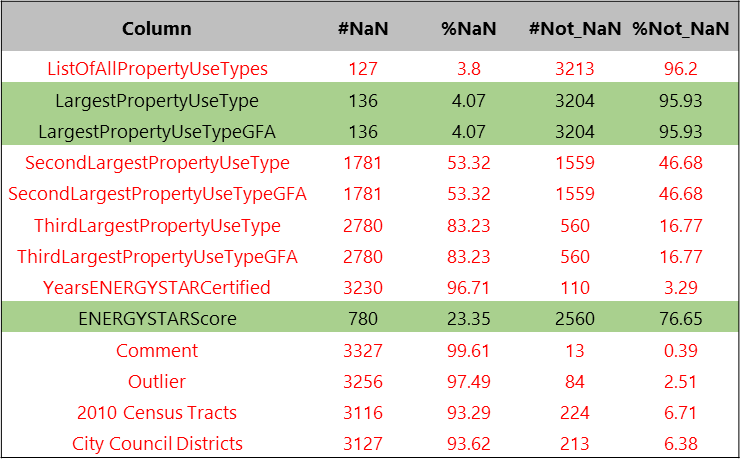 Column #NaN %NaN #Not_NaN %Not_NaN
ListOfAllPropertyUseTypes 127 3.8 3213 96.2
LargestPropertyUseType 136 4.07 3204 95.93
LargestPropertyUseTypeGFA 136 4.07 3204 95.93
SecondLargestPropertyUseType 1781 53.32 1559 46.68
SecondLargestPropertyUseTypeGFA 1781 53.32 1559 46.68
ThirdLargestPropertyUseType 2780 83.23 560 16.77
ThirdLargestPropertyUseTypeGFA 2780 83.23 560 16.77
YearsENERGYSTARCertified 3230 96.71 110 3.29
ENERGYSTARScore 780 23.35 2560 76.65
Comment 3327 99.61 13 0.39
Outlier 3256 97.49 84 2.51
2010 Census Tracts 3116 93.29 224 6.71
City Council Districts 3127 93.62 213 6.38